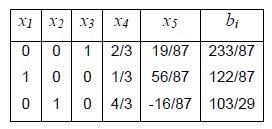 x1 x2 x3 x4 x5 bi
0 0 1 2/3 19/87 233/87
1 0 0 1/3 56/87 122/87
0 1 0 4/3 -16/87 103/29